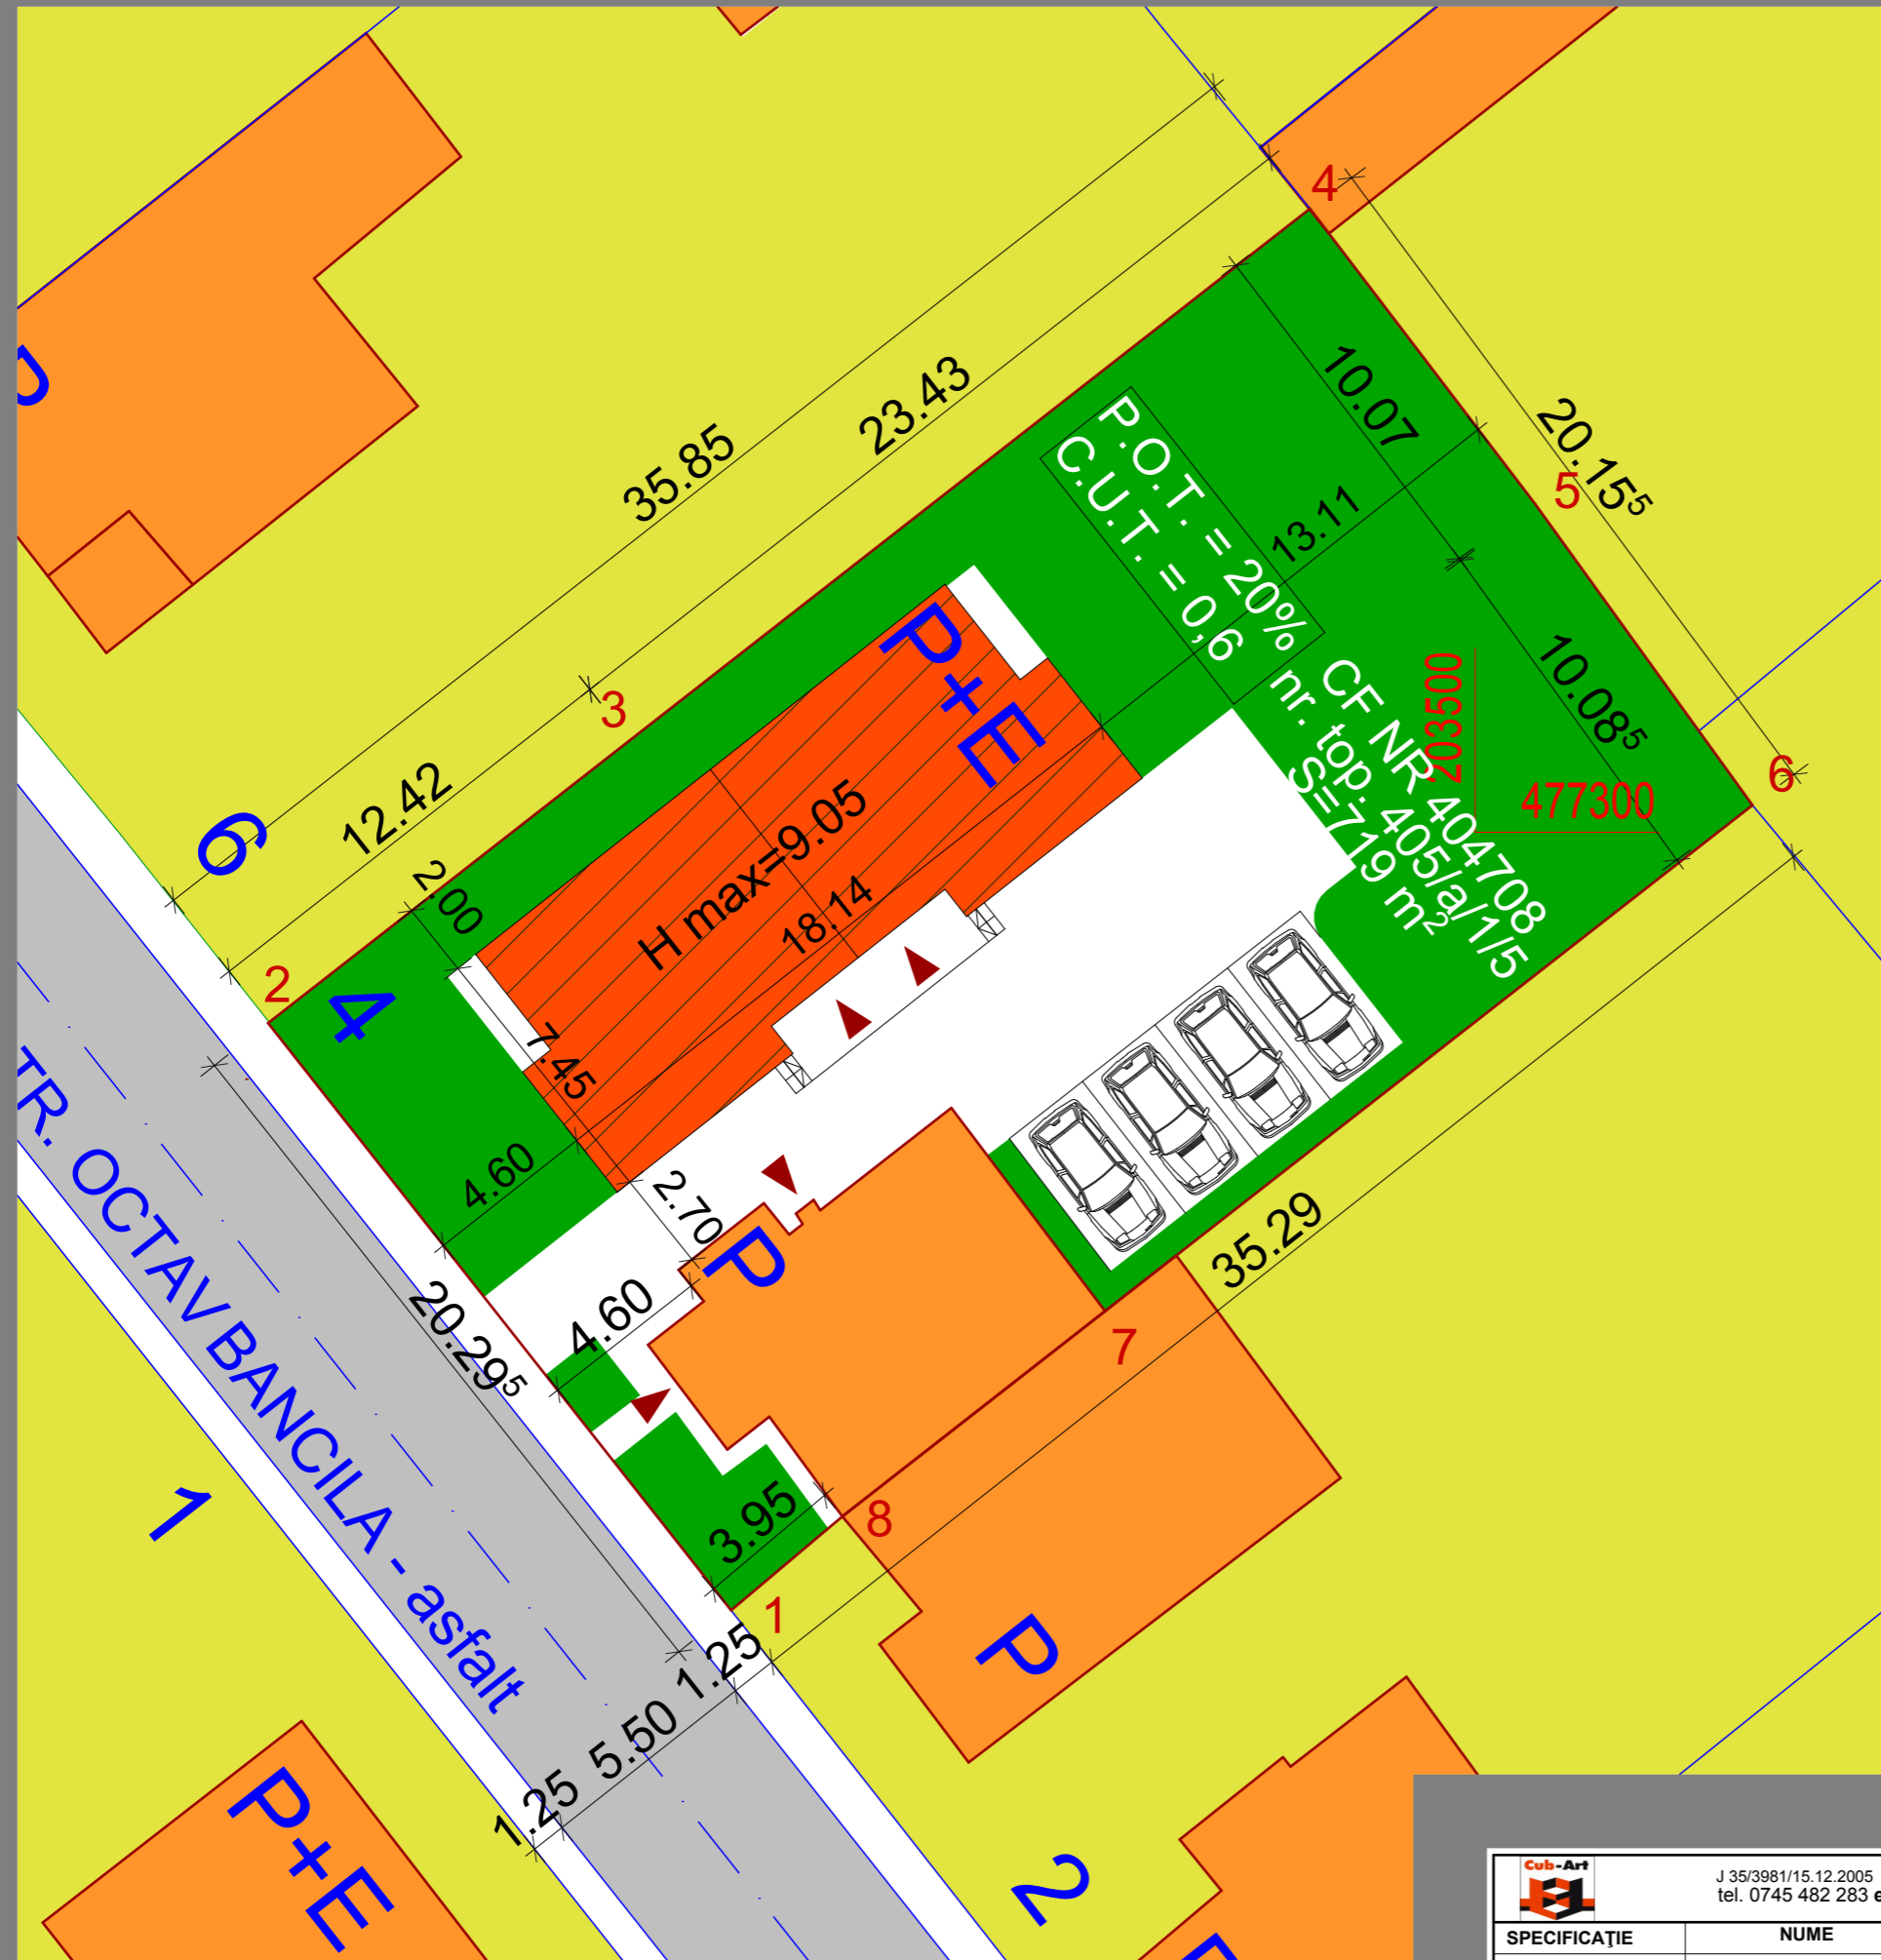 4
35.85
23.43
10.07
20.15⁵
5
P.O.T. = 20%
C.U.T. = 0,6
13.11
P+E
3
CF NR 404708
nr. top. 405/a/1/5
S=719 m²
203500
477300
10.08⁵
6
6
12.42
2.00
H max=9.05
18.14
2
4
7.45
4.60
2.70
P
4.60
20.29⁵
TR. OCTAV BANCILA - asfalt
35.29
7
3.95
8
1
1
P
1.25
5.50
1.25
P+E
2
Cub-Art
J 35/3981/15.12.2005
tel. 0745 482 283 e
SPECIFICAŢIE
NUME